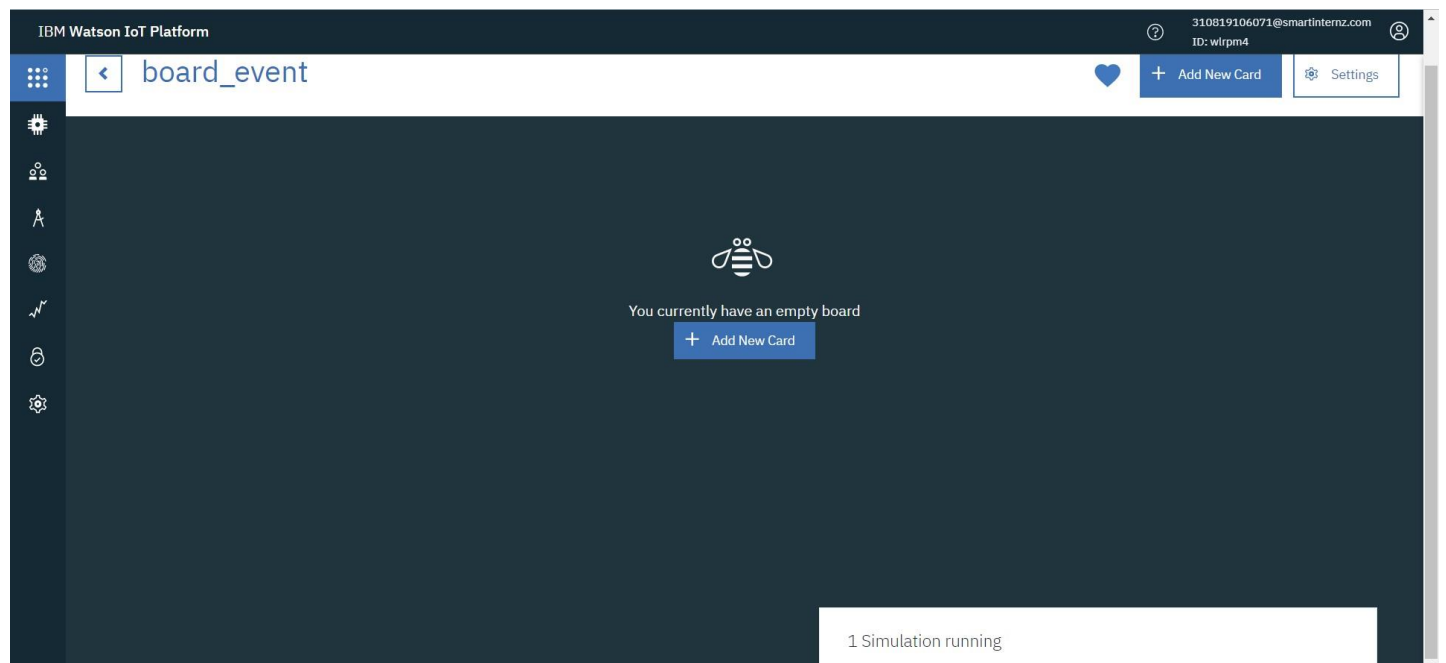 IBM Watson IoT Platform
310819106071@smartinternz.com
ID: wlrpm4
board_event
+ Add New Card
Settings
You currently have an empty board
+ Add New Card
1 Simulation running